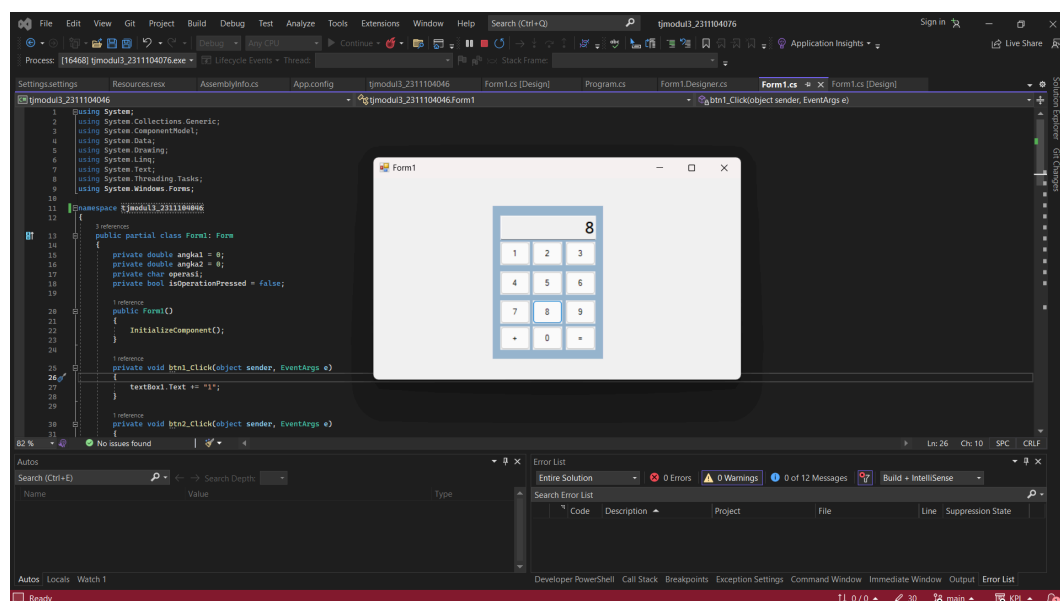 File Edit View Git Project Build Debug Test Analyze Tools Extensions Window Help Search (Ctrl+Q) tjmodul3_2311104076 Sign in
Debug Any CPU Continue Application Insights Live Share
Process: [16468] tjmodul3_2311104076.exe Lifecycle Events Thread: Stack Frame:
Settings.settings Resources.resx AssemblyInfo.cs App.config tjmodul3_2311104046 Form1.cs [Design] Program.cs Form1.Designer.cs Form1.cs Form1.cs [Design]
tjmodul3_2311104046 tjmodul3_2311104046.Form1 btn1_Click(object sender, EventArgs e)
1 using System;
2 using System.Collections.Generic;
3 using System.ComponentModel;
4 using System.Data;
5 using System.Drawing;
6 using System.Linq;
7 using System.Text;
8 using System.Threading.Tasks;
9 using System.Windows.Forms;
10
11 namespace tjmodul3_2311104046
12 {
3 references
13 public partial class Form1: Form
14 {
15 private double angka1 = 0;
16 private double angka2 = 0;
17 private char operasi;
18 private bool isOperationPressed = false;
19
1 reference
20 public Form1()
21 {
22 InitializeComponent();
23 }
24
1 reference
25 private void btn1_Click(object sender, EventArgs e)
26 {
27 textBox1.Text += "1";
28 }
29
1 reference
30 private void btn2_Click(object sender, EventArgs e)
31 {
Form1
8
1 2 3
4 5 6
7 8 9
+ 0 =
Solution Explorer
Git Changes
82 % No issues found Ln: 26 Ch: 10 SPC CRLF
Autos
Search (Ctrl+E) Search Depth:
Name Value Type
Autos Locals Watch 1
Error List
Entire Solution 0 Errors 0 Warnings 0 of 12 Messages Build + IntelliSense
Search Error List
Code Description Project File Line Suppression State
Developer PowerShell Call Stack Breakpoints Exception Settings Command Window Immediate Window Output Error List
Ready 0 / 0 30 main KPI